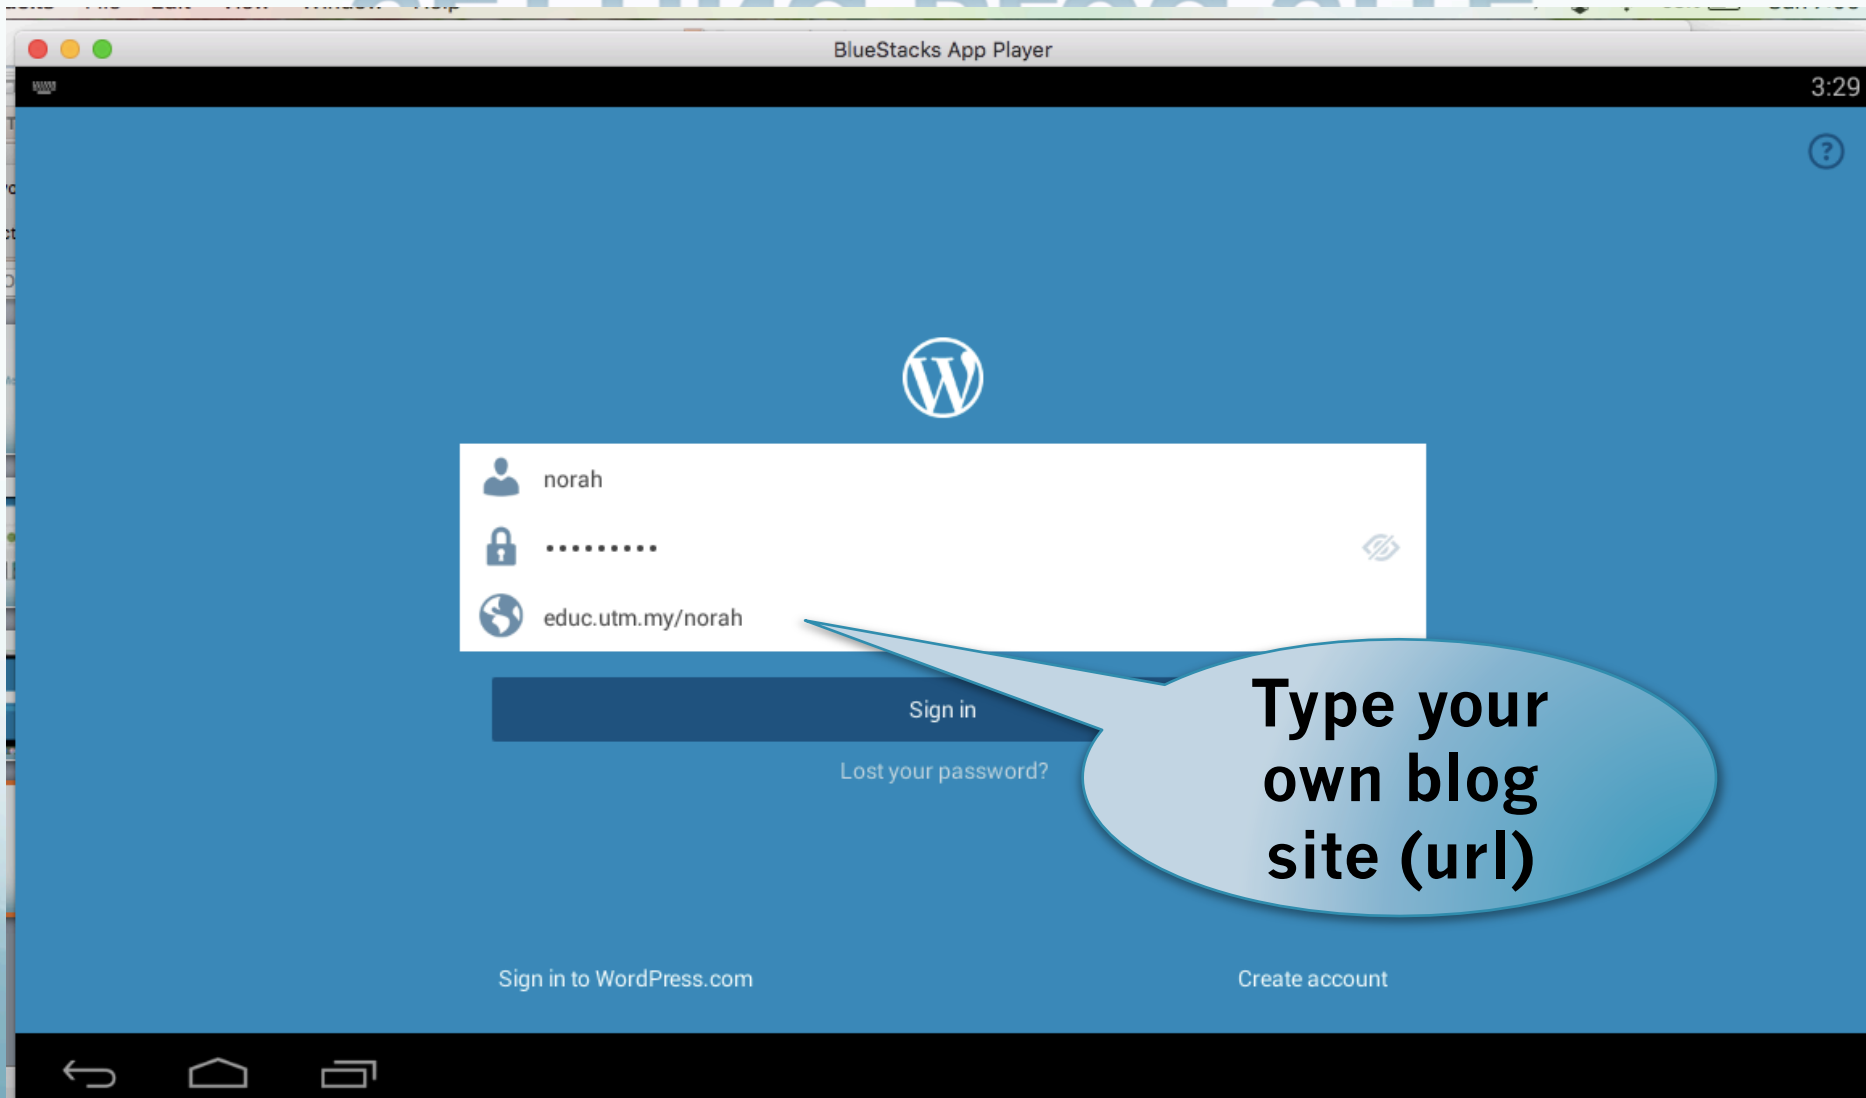 BlueStacks App Player
3:29
norah
•••••••••
educ.utm.my/norah
Sign in
Lost your password?
Type your
own blog
site (url)
Sign in to WordPress.com
Create account